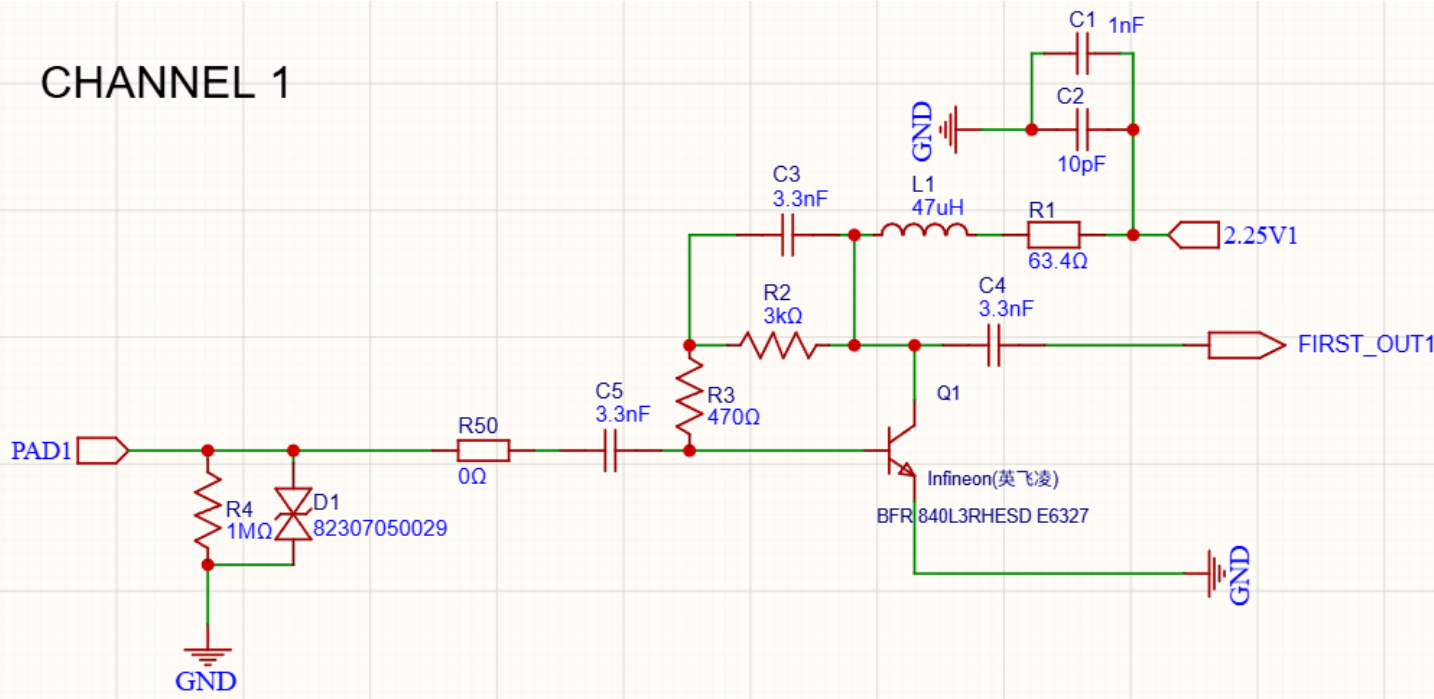 CHANNEL 1
C1 1nF
C2
10pF
GND
C3
3.3nF
L1
47uH
R1
63.4Ω
2.25V1
R2
3kΩ
C4
3.3nF
FIRST_OUT1
C5
3.3nF
R3
470Ω
Q1
Infineon(英飞凌)
BFR 840L3RHESD E6327
PAD1
R50
0Ω
R4
1MΩ
D1
82307050029
GND
GND